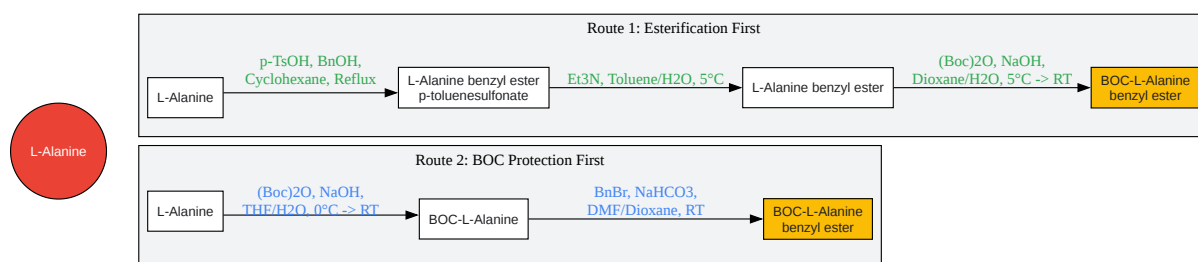 Route 1: Esterification First
p-TsOH, BnOH,
Cyclohexane, Reflux
L-Alanine
L-Alanine benzyl ester
p-toluenesulfonate
Et3N, Toluene/H2O, 5°C
L-Alanine benzyl ester
(Boc)2O, NaOH,
Dioxane/H2O, 5°C -> RT
BOC-L-Alanine
benzyl ester
L-Alanine
Route 2: BOC Protection First
(Boc)2O, NaOH,
THF/H2O, 0°C -> RT
L-Alanine
BOC-L-Alanine
BnBr, NaHCO3,
DMF/Dioxane, RT
BOC-L-Alanine
benzyl ester